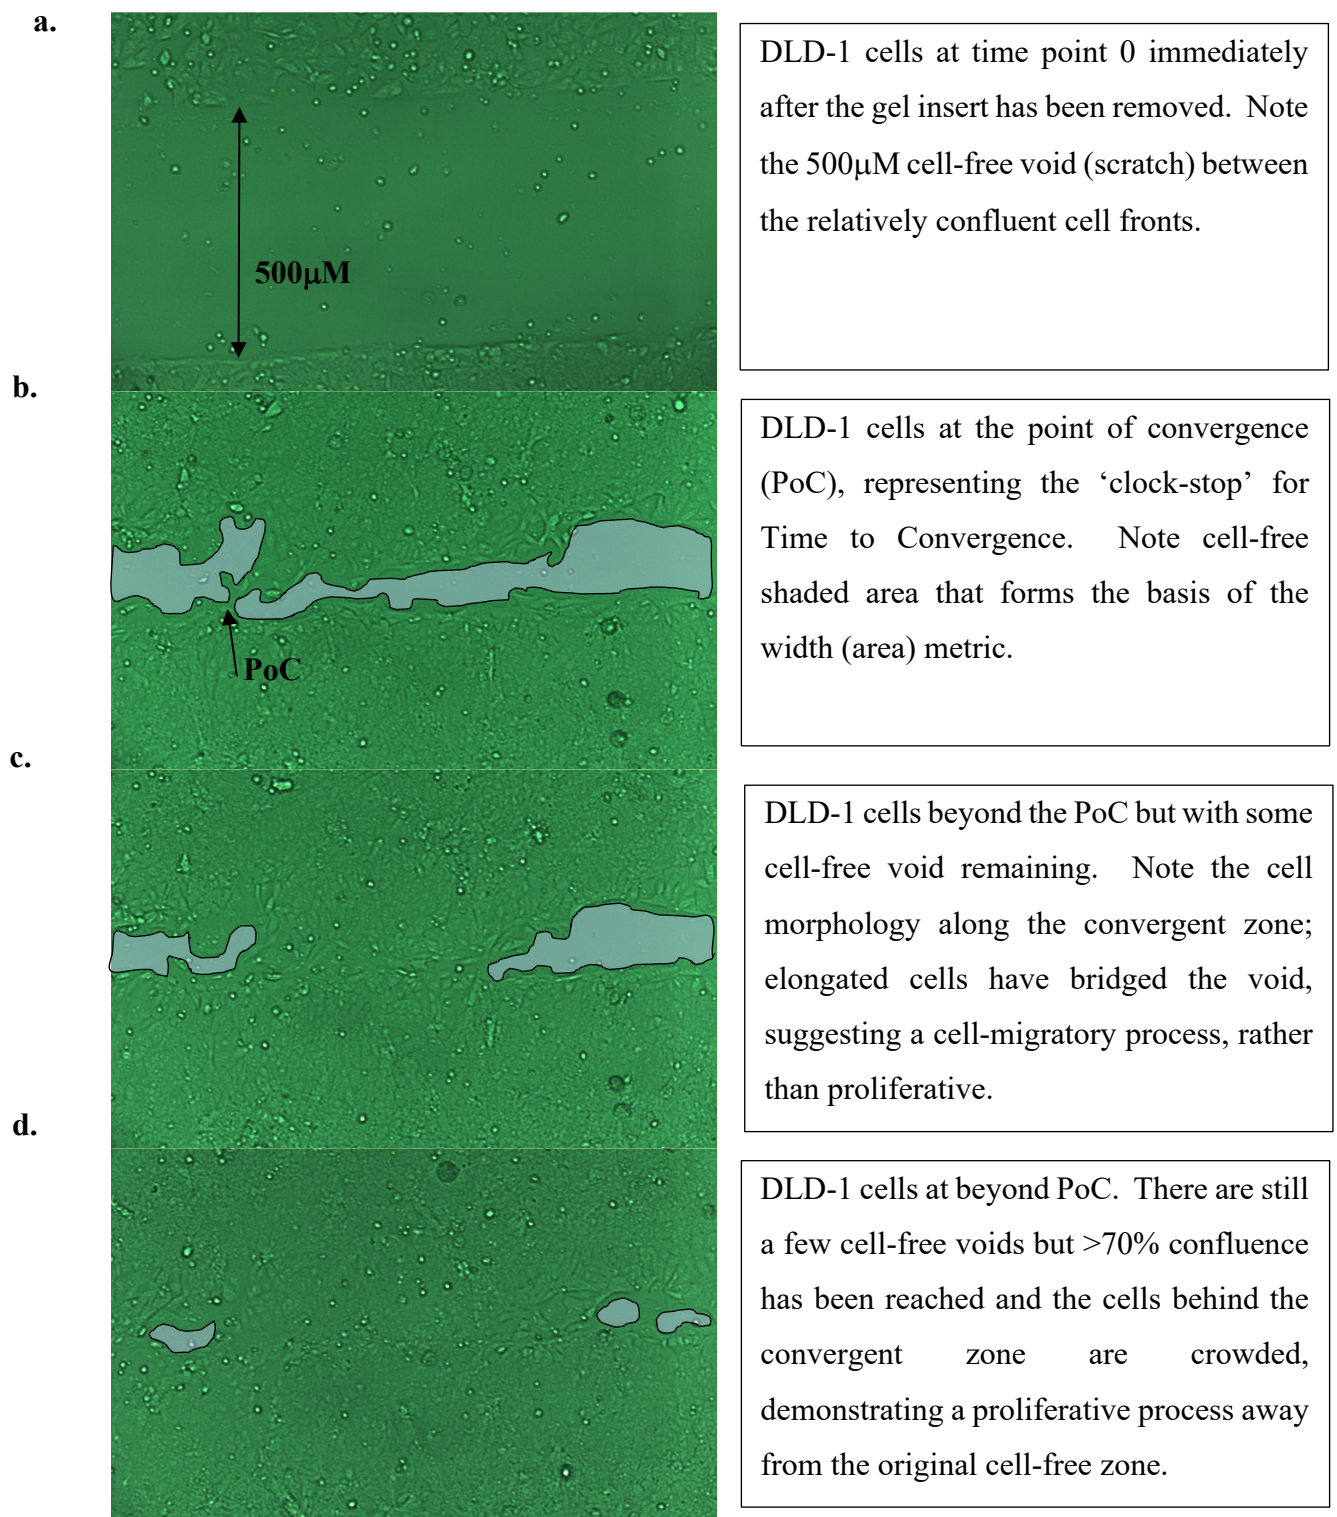 a.
DLD-1 cells at time point 0 immediately
after the gel insert has been removed. Note
the 500μM cell-free void (scratch) between
the relatively confluent cell fronts.
500μM
b.
DLD-1 cells at the point of convergence
(PoC), representing the ‘clock-stop’ for
Time to Convergence. Note cell-free
shaded area that forms the basis of the
width (area) metric.
PoC
c.
DLD-1 cells beyond the PoC but with some
cell-free void remaining. Note the cell
morphology along the convergent zone;
elongated cells have bridged the void,
suggesting a cell-migratory process, rather
than proliferative.
d.
DLD-1 cells at beyond PoC. There are still
a few cell-free voids but >70% confluence
has been reached and the cells behind the
convergent zone are crowded,
demonstrating a proliferative process away
from the original cell-free zone.